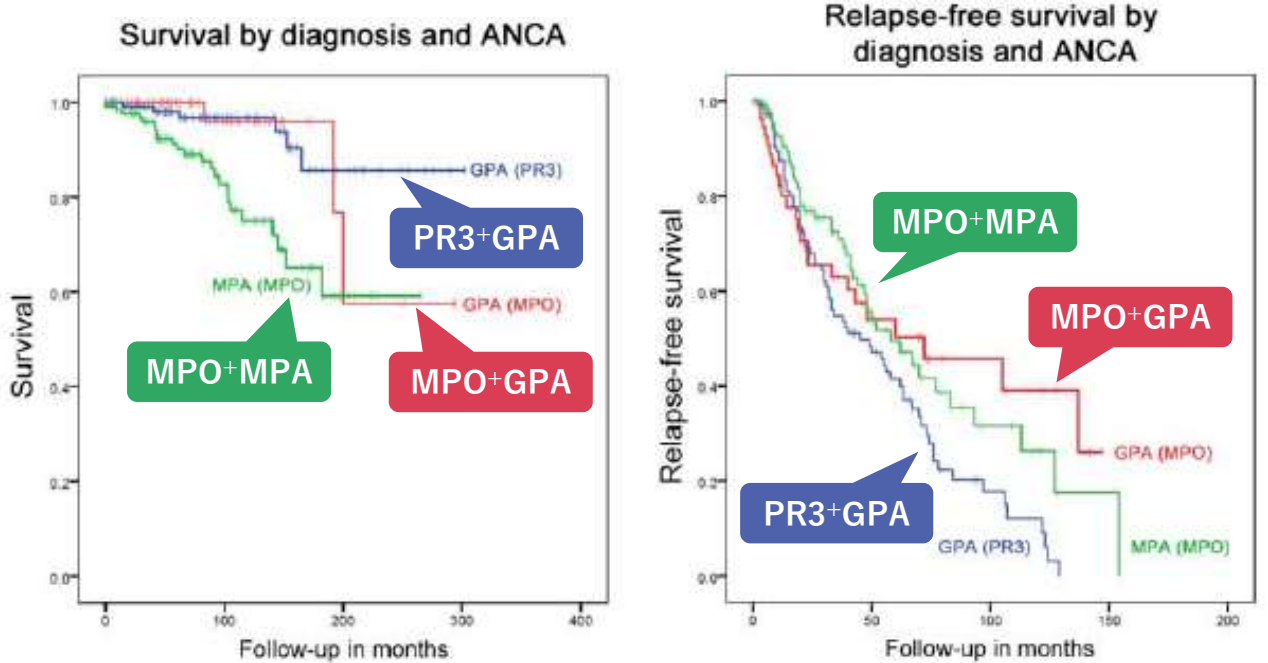 Survival by diagnosis and ANCA
Survival
1.0
0.8
0.6
0.4
0.2
0.0
GPA (PR3)
PR3⁺GPA
MPA (MPO)
GPA (MPO)
MPO⁺MPA
MPO⁺GPA
0 100 200 300 400
Follow-up in months
Relapse-free survival by
diagnosis and ANCA
Relapse-free survival
1.0
0.8
0.6
0.4
0.2
0.0
MPO⁺MPA
MPO⁺GPA
GPA (MPO)
PR3⁺GPA
GPA (PR3)
MPA (MPO)
0 50 100 150 200
Follow-up in months